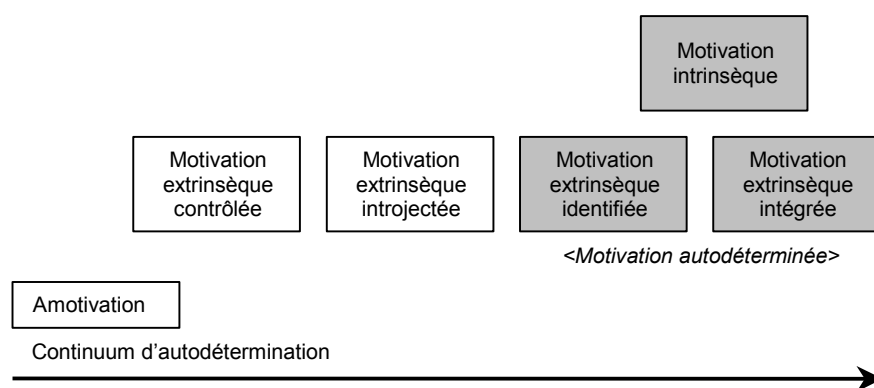 Motivation
intrinsèque
Motivation
extrinsèque
contrôlée
Motivation
extrinsèque
introjectée
Motivation
extrinsèque
identifiée
Motivation
extrinsèque
intégrée
<Motivation autodéterminée>
Amotivation
Continuum d'autodétermination